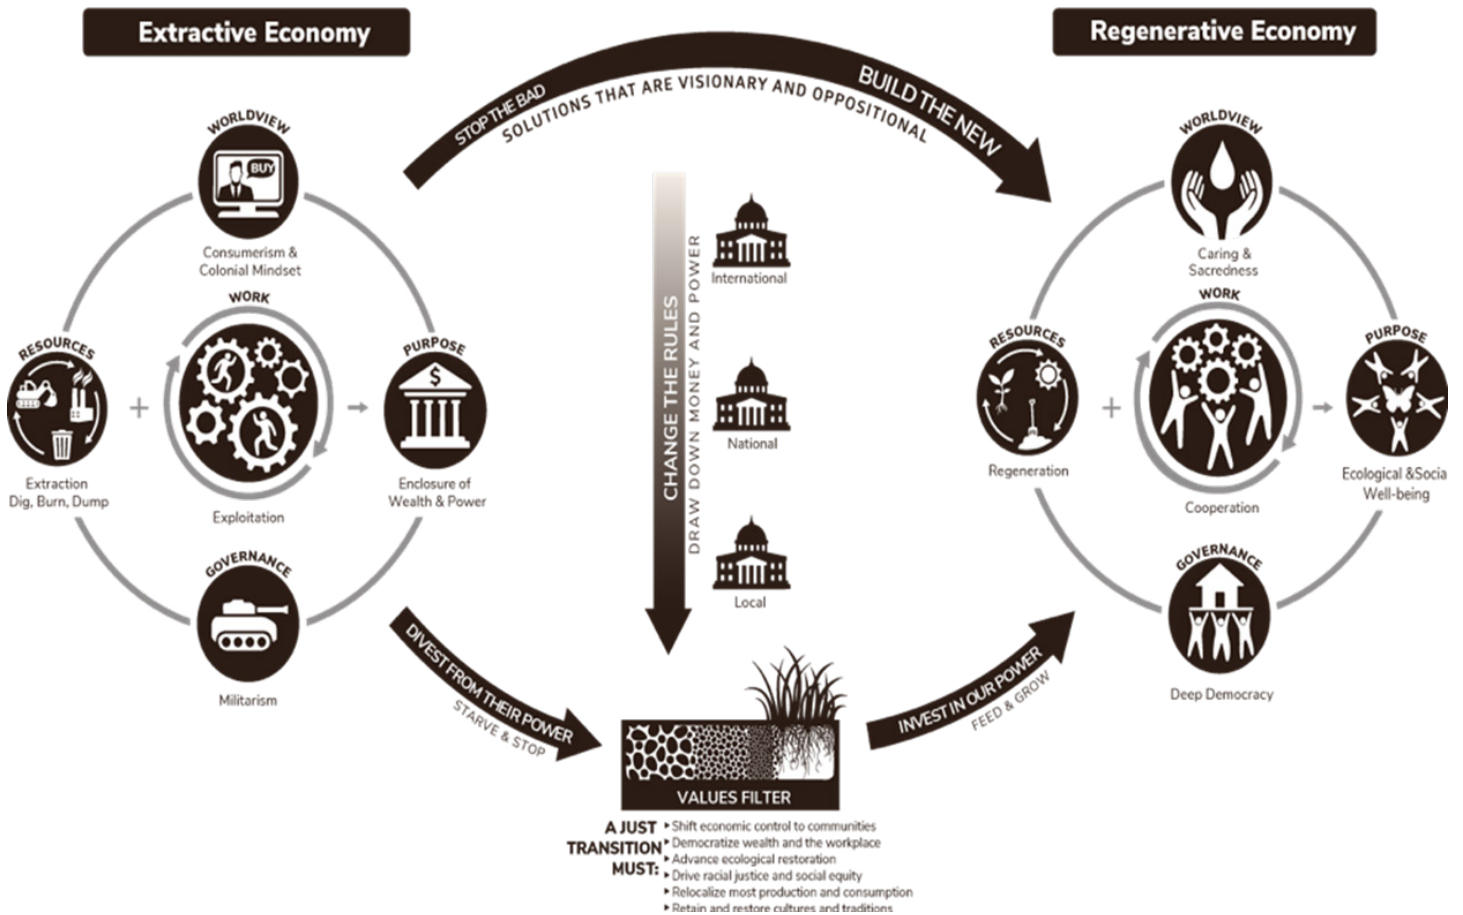 Extractive Economy
Regenerative Economy
STOP THE BAD
BUILD THE NEW
SOLUTIONS THAT ARE VISIONARY AND OPPOSITIONAL
WORLDVIEW
BUY
Consumerism &
Colonial Mindset
WORK
RESOURCES
PURPOSE
$
+
Extraction
Dig, Burn, Dump
Exploitation
Enclosure of
Wealth & Power
GOVERNANCE
Militarism
CHANGE THE RULES
DRAW DOWN MONEY AND POWER
International
National
Local
WORLDVIEW
Caring &
Sacredness
WORK
RESOURCES
PURPOSE
+
Regeneration
Cooperation
Ecological &Socia
Well-being
GOVERNANCE
Deep Democracy
DIVEST FROM THEIR POWER
STARVE & STOP
INVEST IN OUR POWER
FEED & GROW
VALUES FILTER
A JUST
TRANSITION
MUST:
Shift economic control to communities
Democratize wealth and the workplace
Advance ecological restoration
Drive racial justice and social equity
Relocalize most production and consumption
Retain and restore cultures and traditions